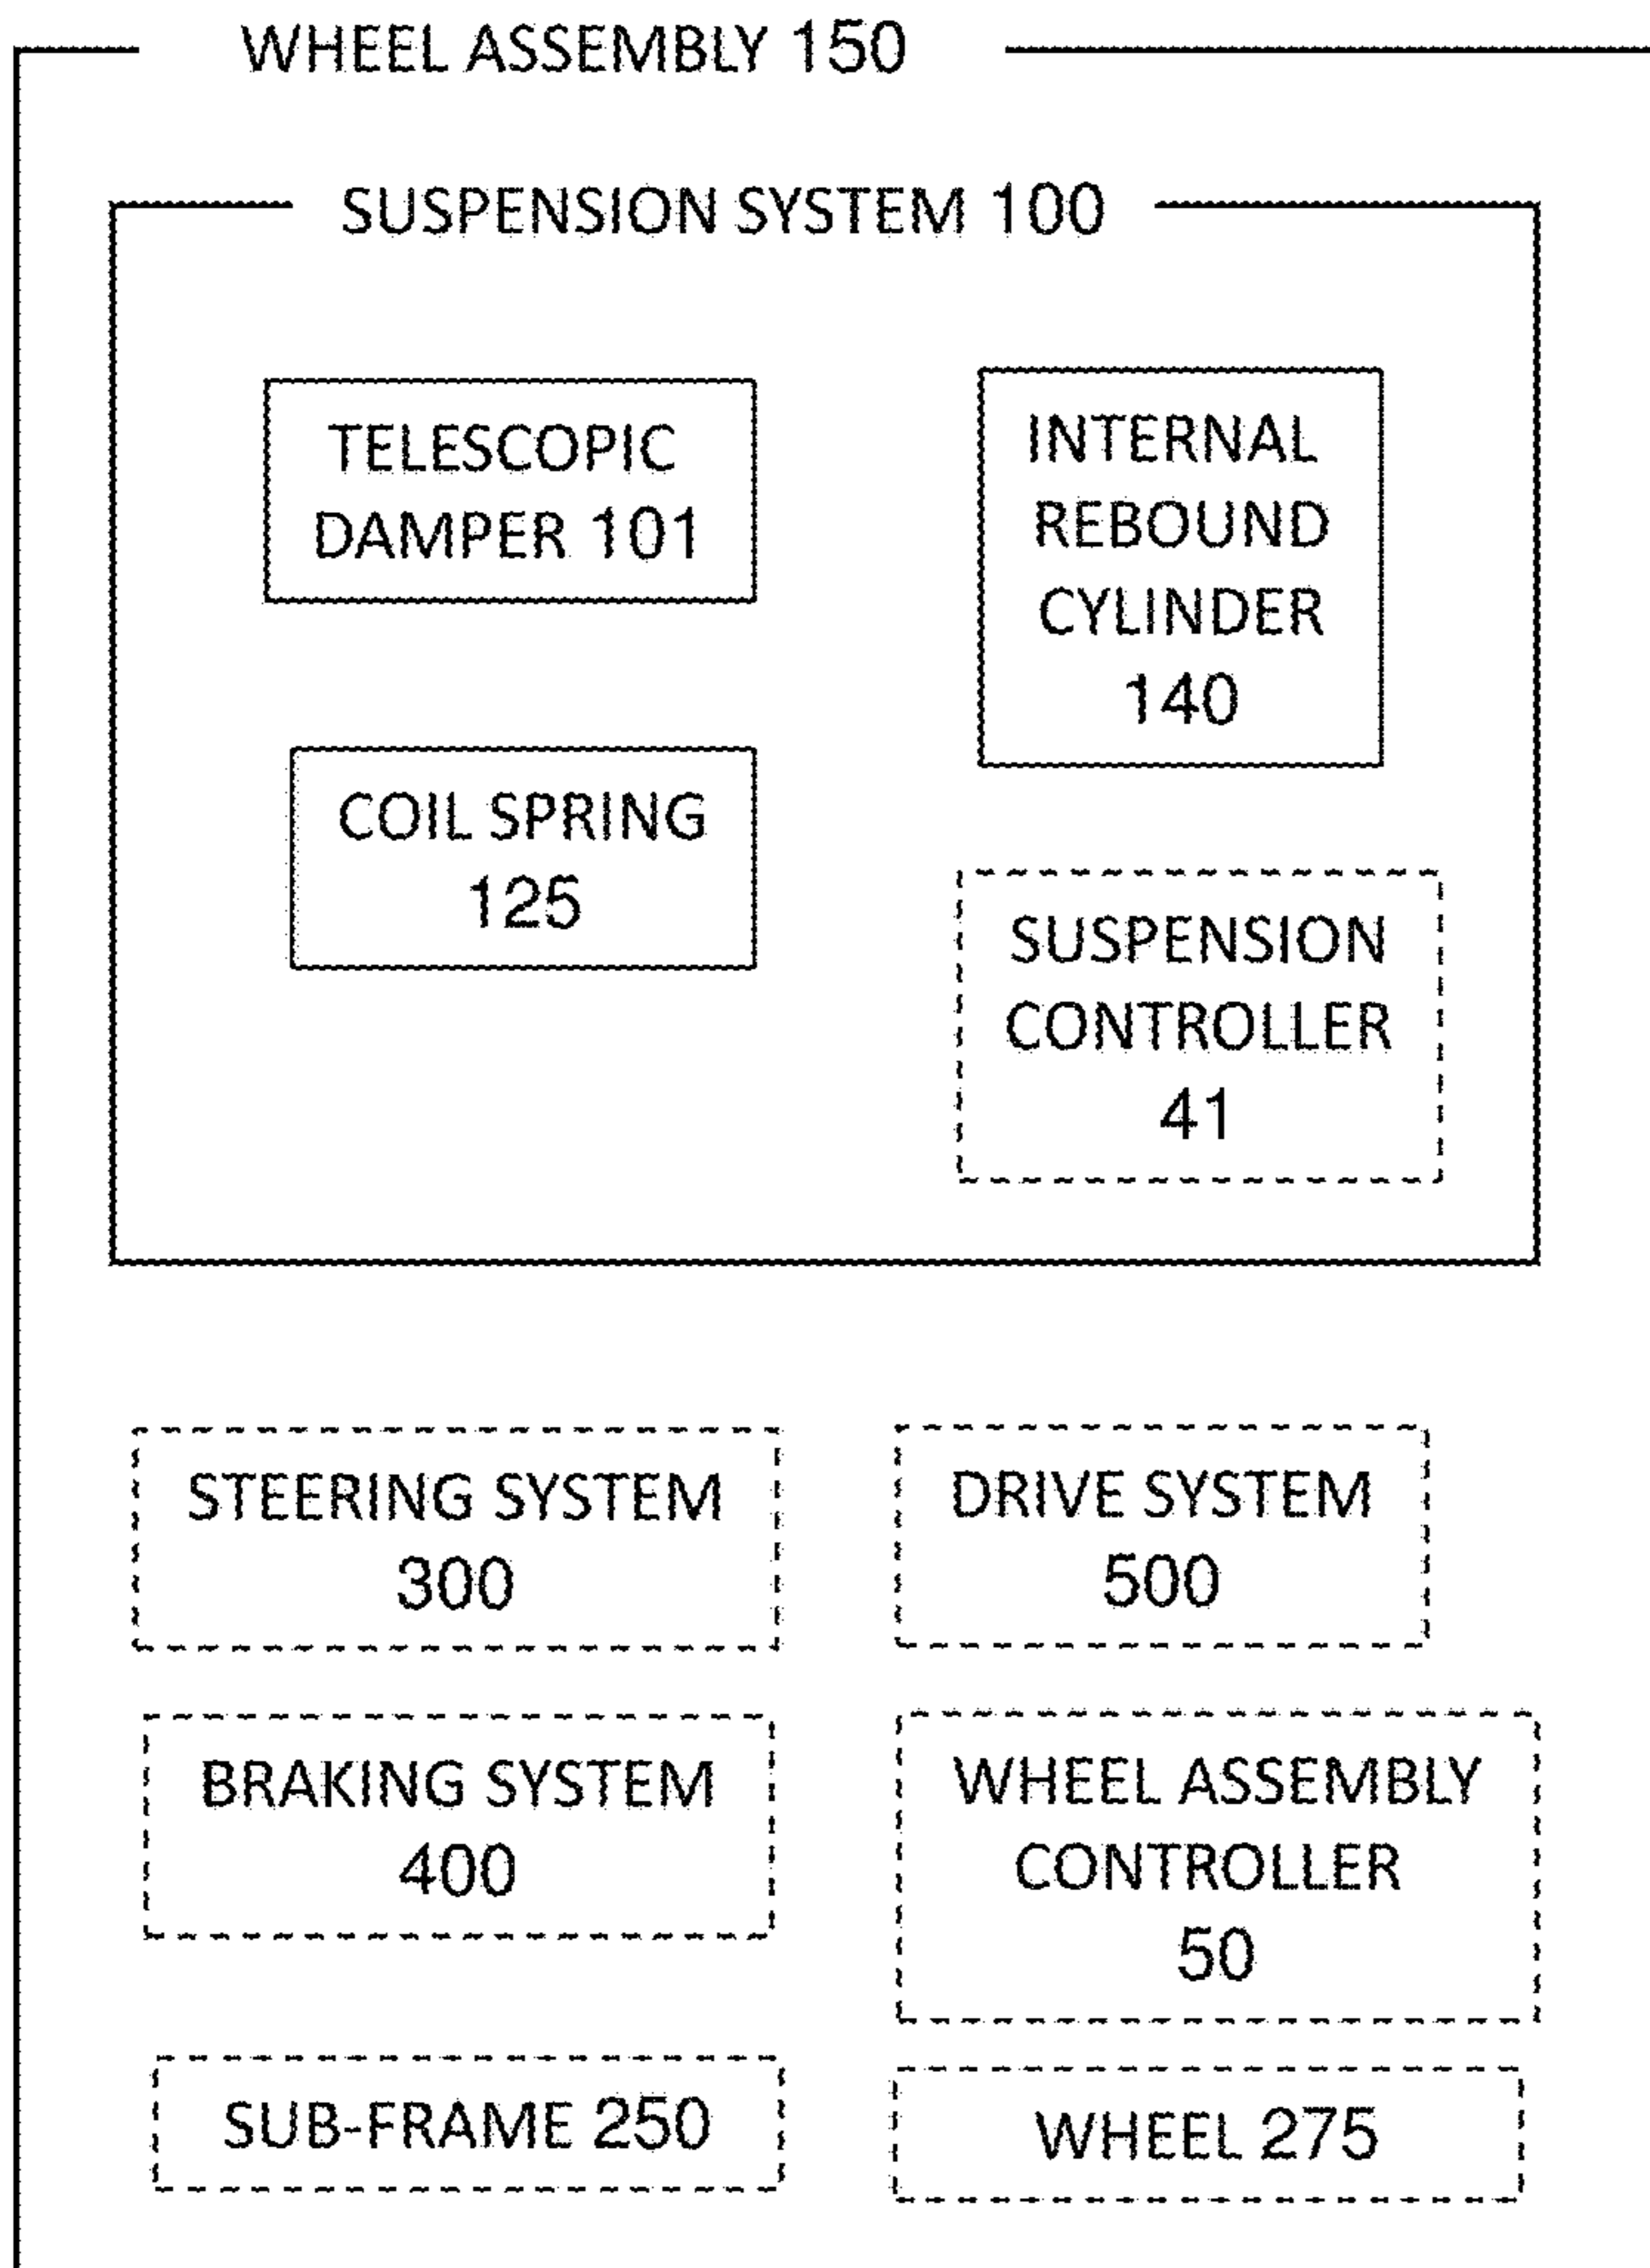 WHEEL ASSEMBLY 150
SUSPENSION SYSTEM 100
TELESCOPIC
DAMPER 101
INTERNAL
REBOUND
CYLINDER
140
COIL SPRING
125
SUSPENSION
CONTROLLER
41
STEERING SYSTEM
300
DRIVE SYSTEM
500
BRAKING SYSTEM
400
WHEEL ASSEMBLY
CONTROLLER
50
SUB-FRAME 250
WHEEL 275